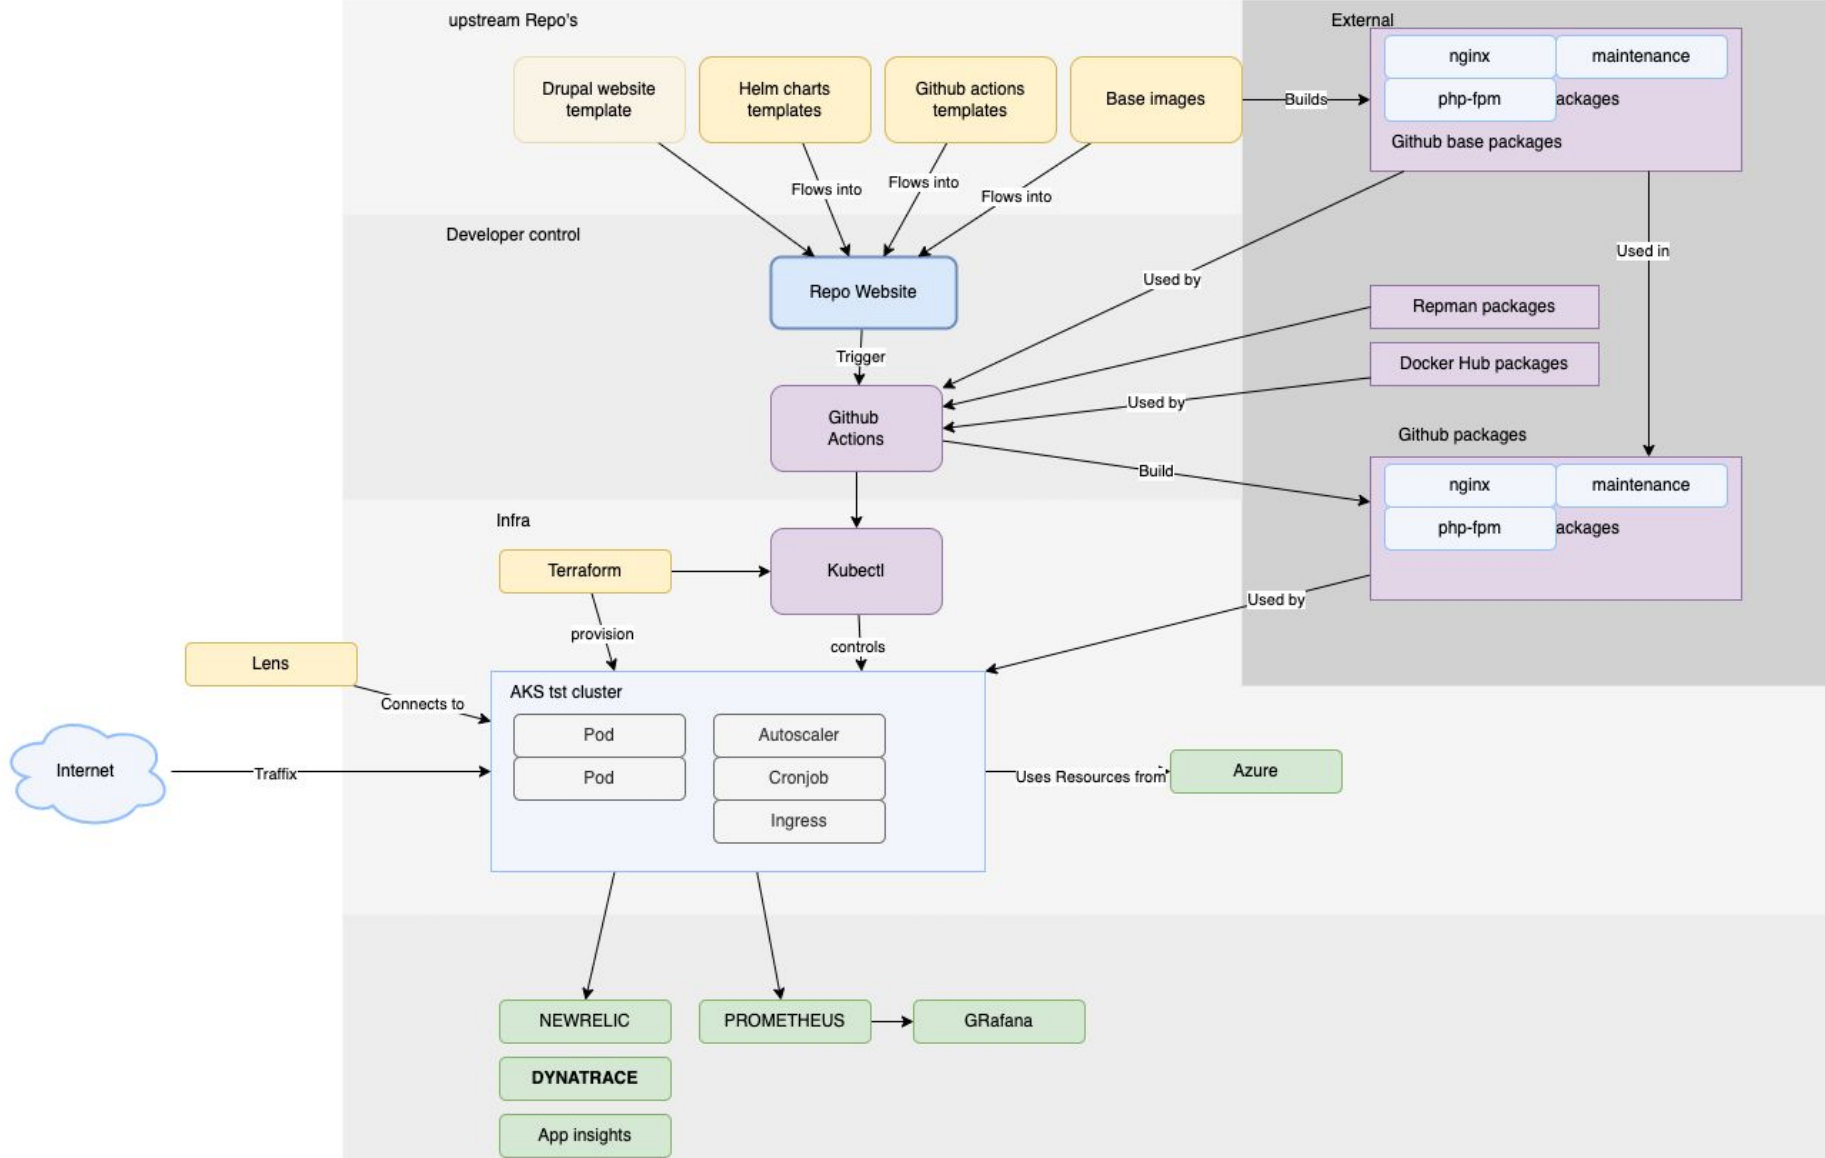 upstream Repo's
External
Drupal website
template
Helm charts
templates
Github actions
templates
Base images
Builds
nginx
maintenance
php-fpm
ackages
Github base packages
Flows into
Flows into
Flows into
Developer control
Repo Website
Used by
Used in
Trigger
Repman packages
Docker Hub packages
Used by
Github
Actions
Github packages
Build
nginx
maintenance
php-fpm
ackages
Infra
Terraform
Kubectl
Used by
provision
controls
Lens
Connects to
AKS tst cluster
Pod
Pod
Autoscaler
Cronjob
Ingress
Internet
Traffix
Uses Resources from
Azure
NEWRELIC
PROMETHEUS
GRafana
DYNATRACE
App insights